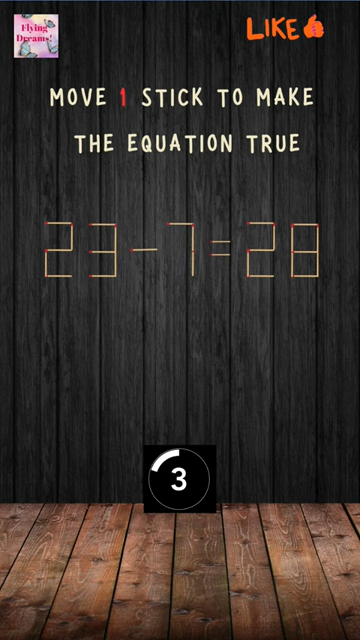 Flying
Dreams!
LIKE
MOVE 1 STICK TO MAKE
THE EQUATION TRUE
23-7=28
3